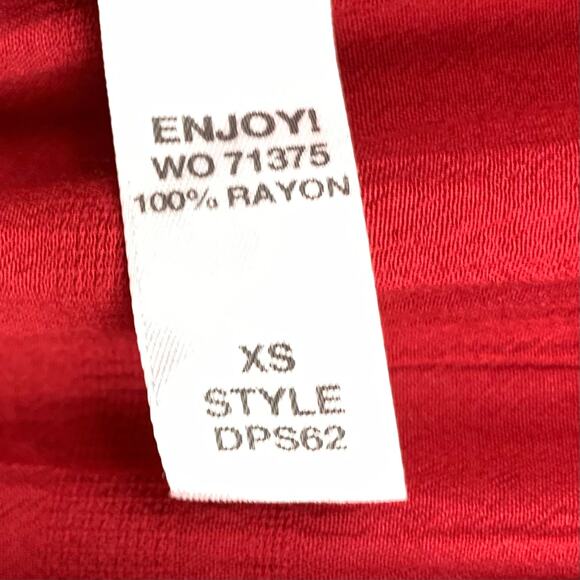 ENJOY!
WO 71375
100% RAYON
XS
STYLE
DPS62